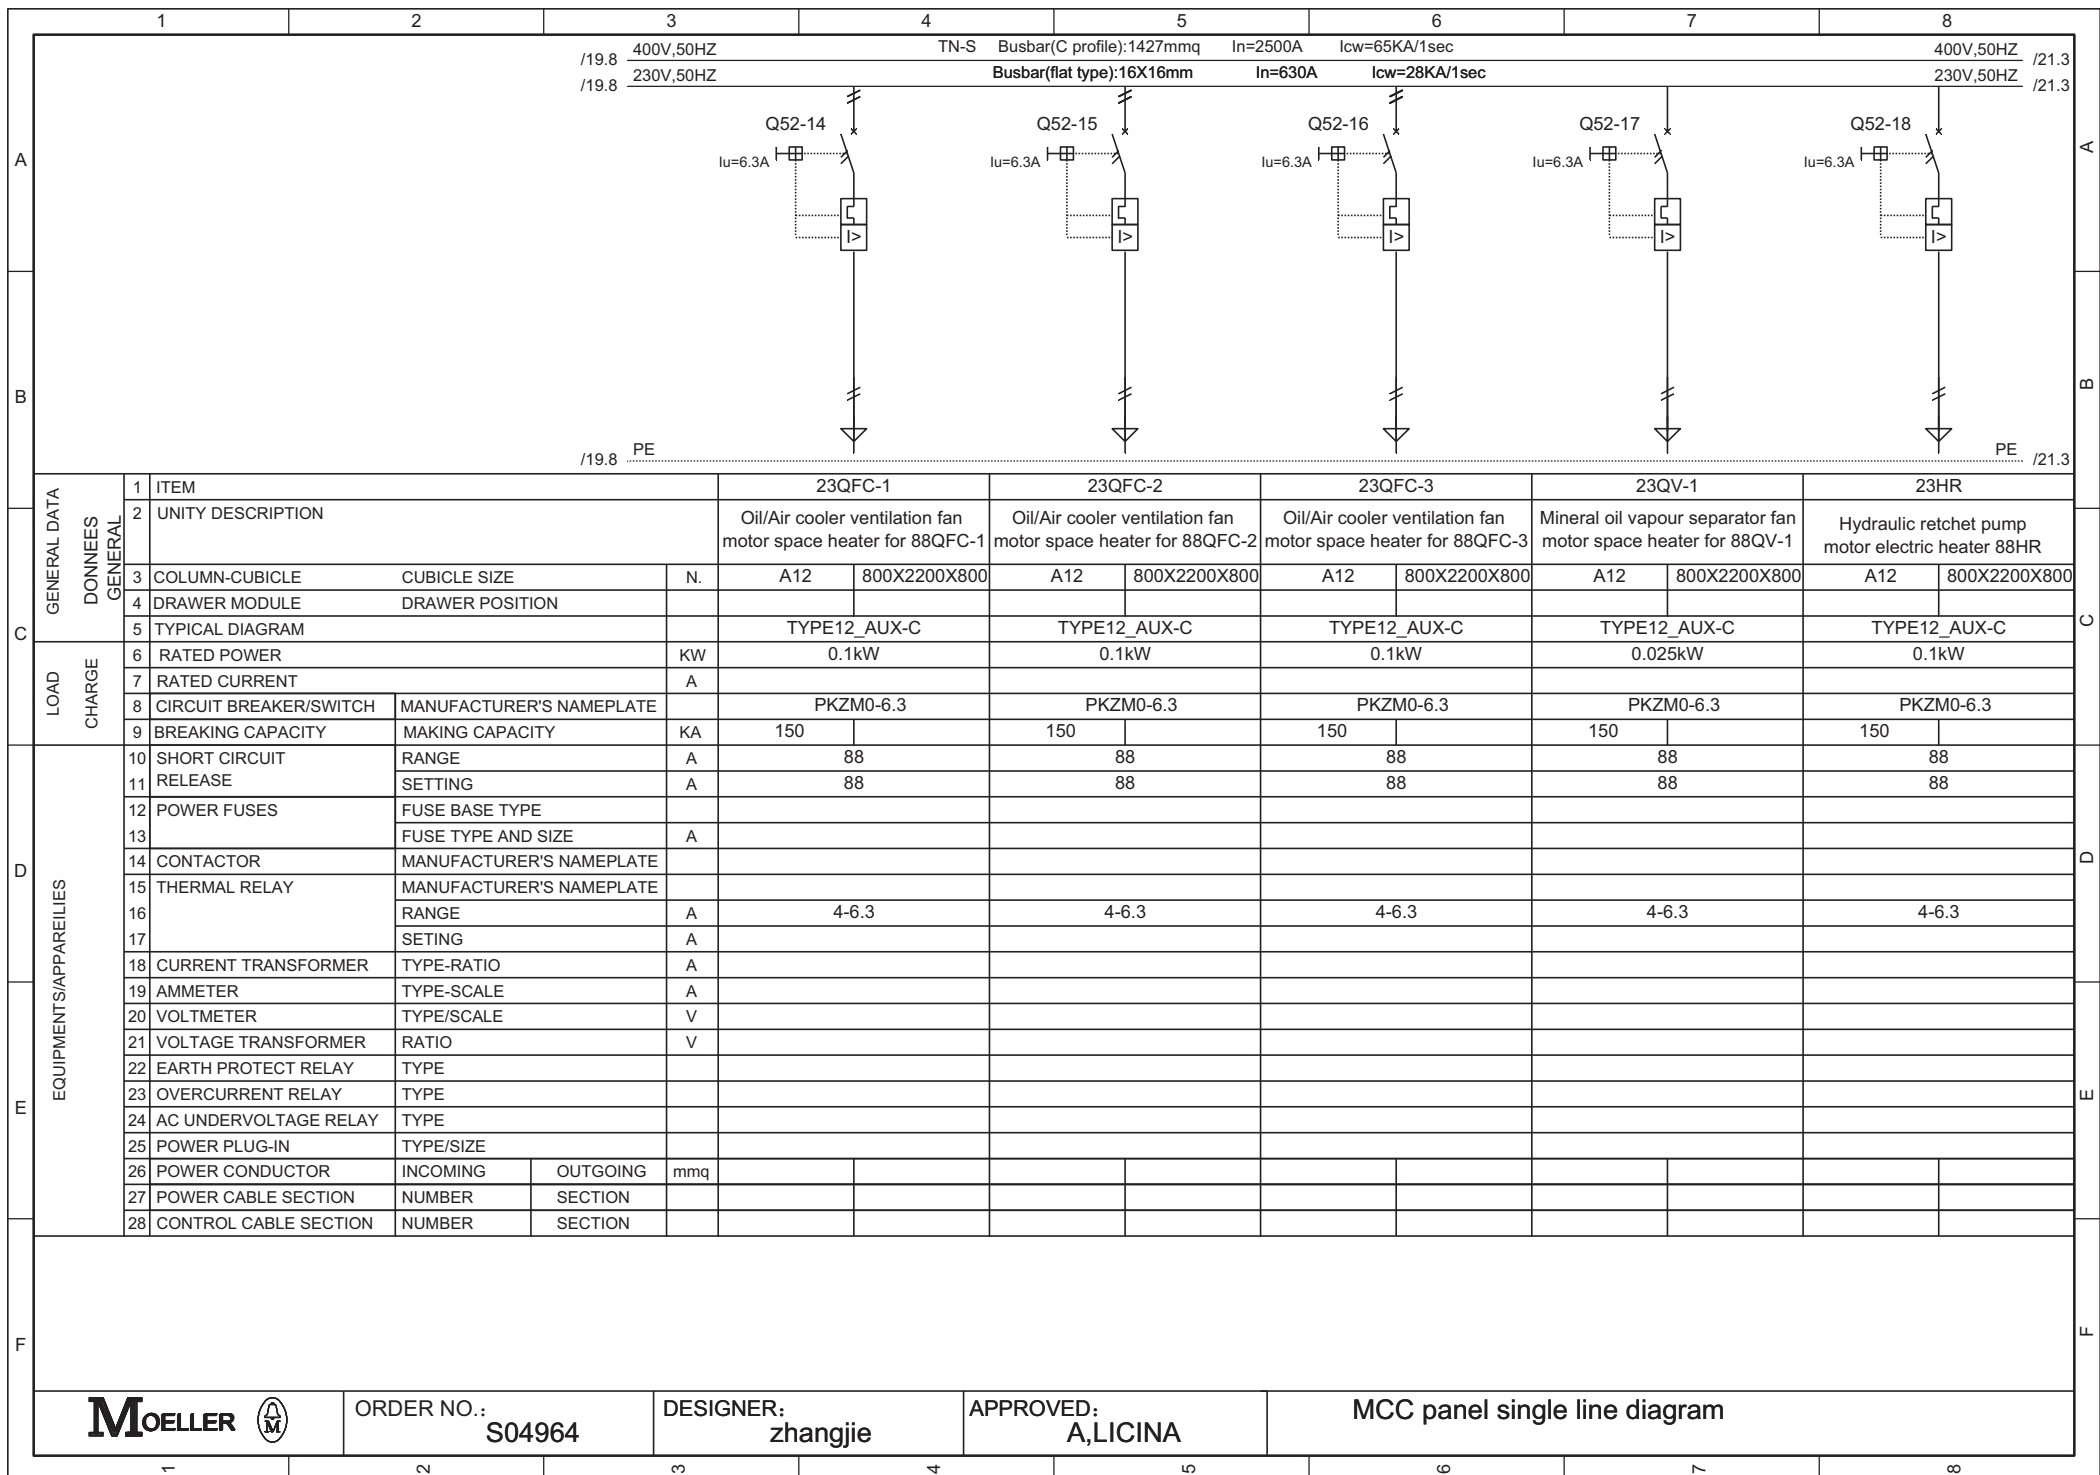 1 2 3 4 5 6 7 8
400V,50HZ TN-S Busbar(C profile):1427mmq In=2500A Icw=65KA/1sec 400V,50HZ
/19.8 /21.3
230V,50HZ Busbar(flat type):16X16mm In=630A Icw=28KA/1sec 230V,50HZ
/19.8 /21.3
Q52-14 Q52-15 Q52-16 Q52-17 Q52-18
A A
Iu=6.3A Iu=6.3A Iu=6.3A Iu=6.3A Iu=6.3A
I> I> I> I> I>
B B
PE PE
/19.8 /21.3
GENERAL DATA
DONNEES
GENERAL
1 ITEM 23QFC-1 23QFC-2 23QFC-3 23QV-1 23HR
2 UNITY DESCRIPTION
Oil/Air cooler ventilation fan
motor space heater for 88QFC-1
Oil/Air cooler ventilation fan
motor space heater for 88QFC-2
Oil/Air cooler ventilation fan
motor space heater for 88QFC-3
Mineral oil vapour separator fan
motor space heater for 88QV-1
Hydraulic retchet pump
motor electric heater 88HR
3 COLUMN-CUBICLE CUBICLE SIZE N. A12 800X2200X800 A12 800X2200X800 A12 800X2200X800 A12 800X2200X800 A12 800X2200X800
4 DRAWER MODULE DRAWER POSITION
C C
5 TYPICAL DIAGRAM TYPE12_AUX-C TYPE12_AUX-C TYPE12_AUX-C TYPE12_AUX-C TYPE12_AUX-C
LOAD
CHARGE
6 RATED POWER KW 0.1kW 0.1kW 0.1kW 0.025kW 0.1kW
7 RATED CURRENT A
8 CIRCUIT BREAKER/SWITCH MANUFACTURER'S NAMEPLATE PKZM0-6.3 PKZM0-6.3 PKZM0-6.3 PKZM0-6.3 PKZM0-6.3
9 BREAKING CAPACITY MAKING CAPACITY KA 150 150 150 150 150
EQUIPMENTS/APPAREILIES
10 SHORT CIRCUIT RANGE A 88 88 88 88 88
11 RELEASE SETTING A 88 88 88 88 88
12 POWER FUSES FUSE BASE TYPE
13 FUSE TYPE AND SIZE A
14 CONTACTOR MANUFACTURER'S NAMEPLATE
D D
15 THERMAL RELAY MANUFACTURER'S NAMEPLATE
16 RANGE A 4-6.3 4-6.3 4-6.3 4-6.3 4-6.3
17 SETING A
18 CURRENT TRANSFORMER TYPE-RATIO A
19 AMMETER TYPE-SCALE A
20 VOLTMETER TYPE/SCALE V
21 VOLTAGE TRANSFORMER RATIO V
22 EARTH PROTECT RELAY TYPE
23 OVERCURRENT RELAY TYPE
E E
24 AC UNDERVOLTAGE RELAY TYPE
25 POWER PLUG-IN TYPE/SIZE
26 POWER CONDUCTOR INCOMING OUTGOING mmq
27 POWER CABLE SECTION NUMBER SECTION
28 CONTROL CABLE SECTION NUMBER SECTION
F F
MOELLER M
ORDER NO.:
S04964
DESIGNER:
zhangjie
APPROVED:
A,LICINA
MCC panel single line diagram
1 2 3 4 5 6 7 8